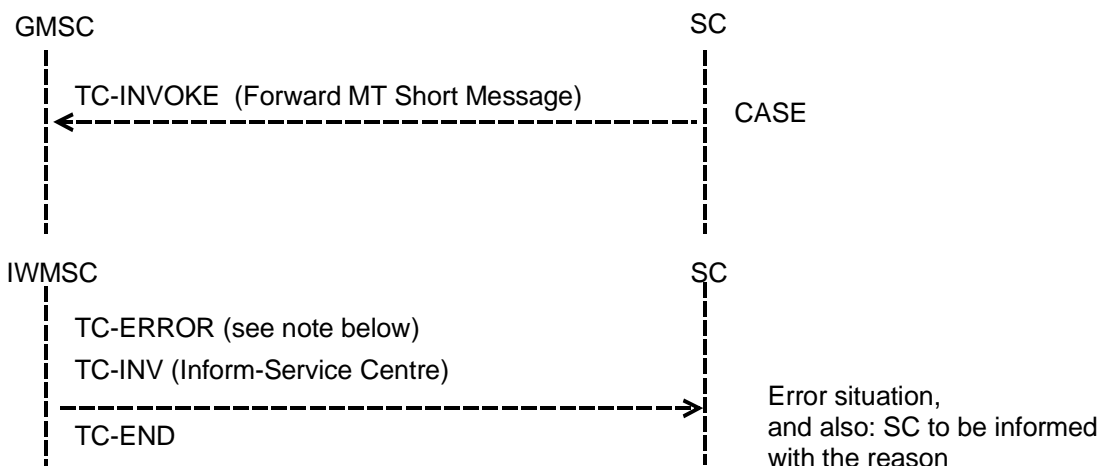 GMSC
SC
TC-INVOKE (Forward MT Short Message)
CASE
IWMSC
SC
TC-ERROR (see note below)
TC-INV (Inform-Service Centre)
TC-END
Error situation,
and also: SC to be informed
with the reason